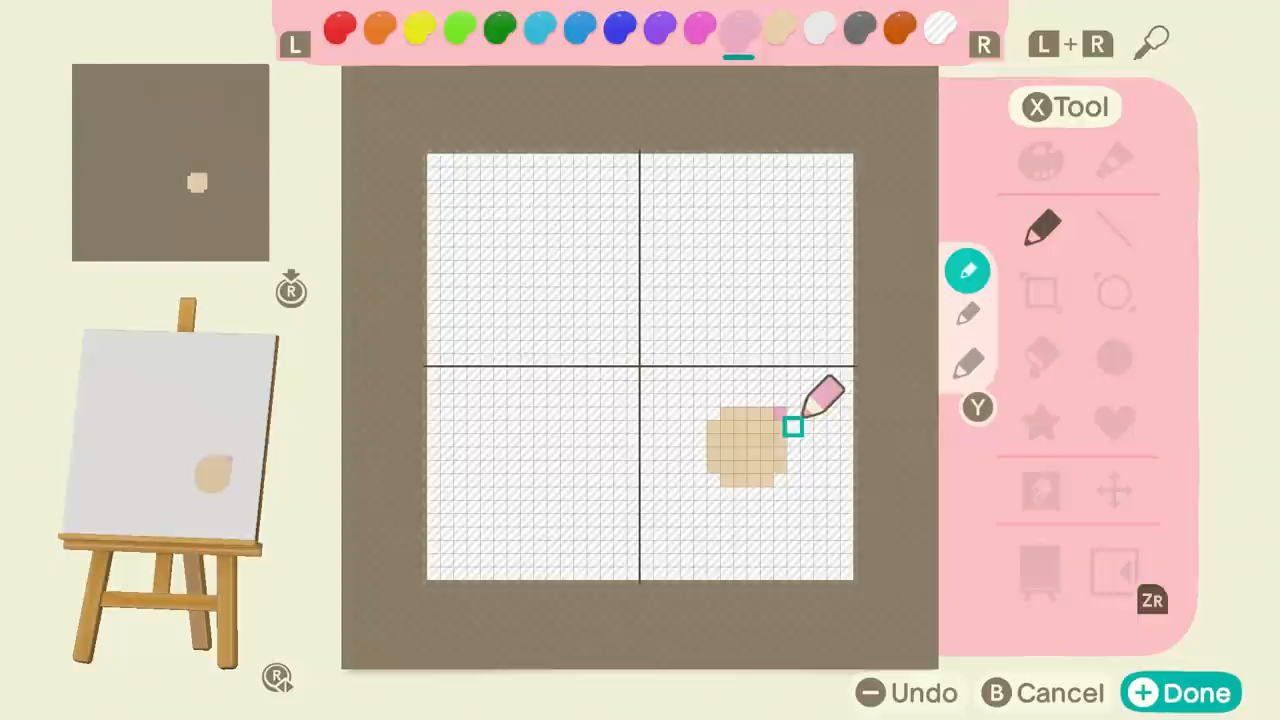 L
R
L + R
X Tool
R
Y
ZR
R
− Undo
B Cancel
+ Done